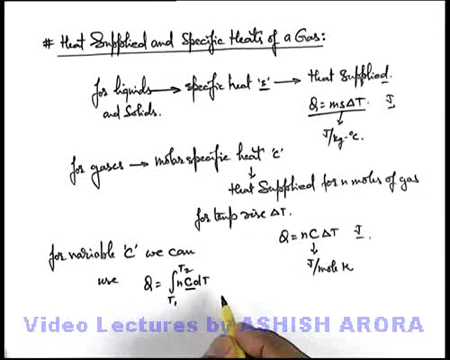 # Heat Supplied and Specific Heats of a Gas:
for liquids → specific heat 's' → Heat Supplied.
and Solids.
Q = msΔT. J
↓
J/kg-°C.
for gases → molar specific heat 'C'
↓
Heat Supplied for n moles of gas
for temp rise ΔT.
Q = nCΔT J
↓
J/mole K
for variable 'C' we can
use Q = ∫ᴛ₁ᵀ² nCdT
Video Lectures by ASHISH ARORA